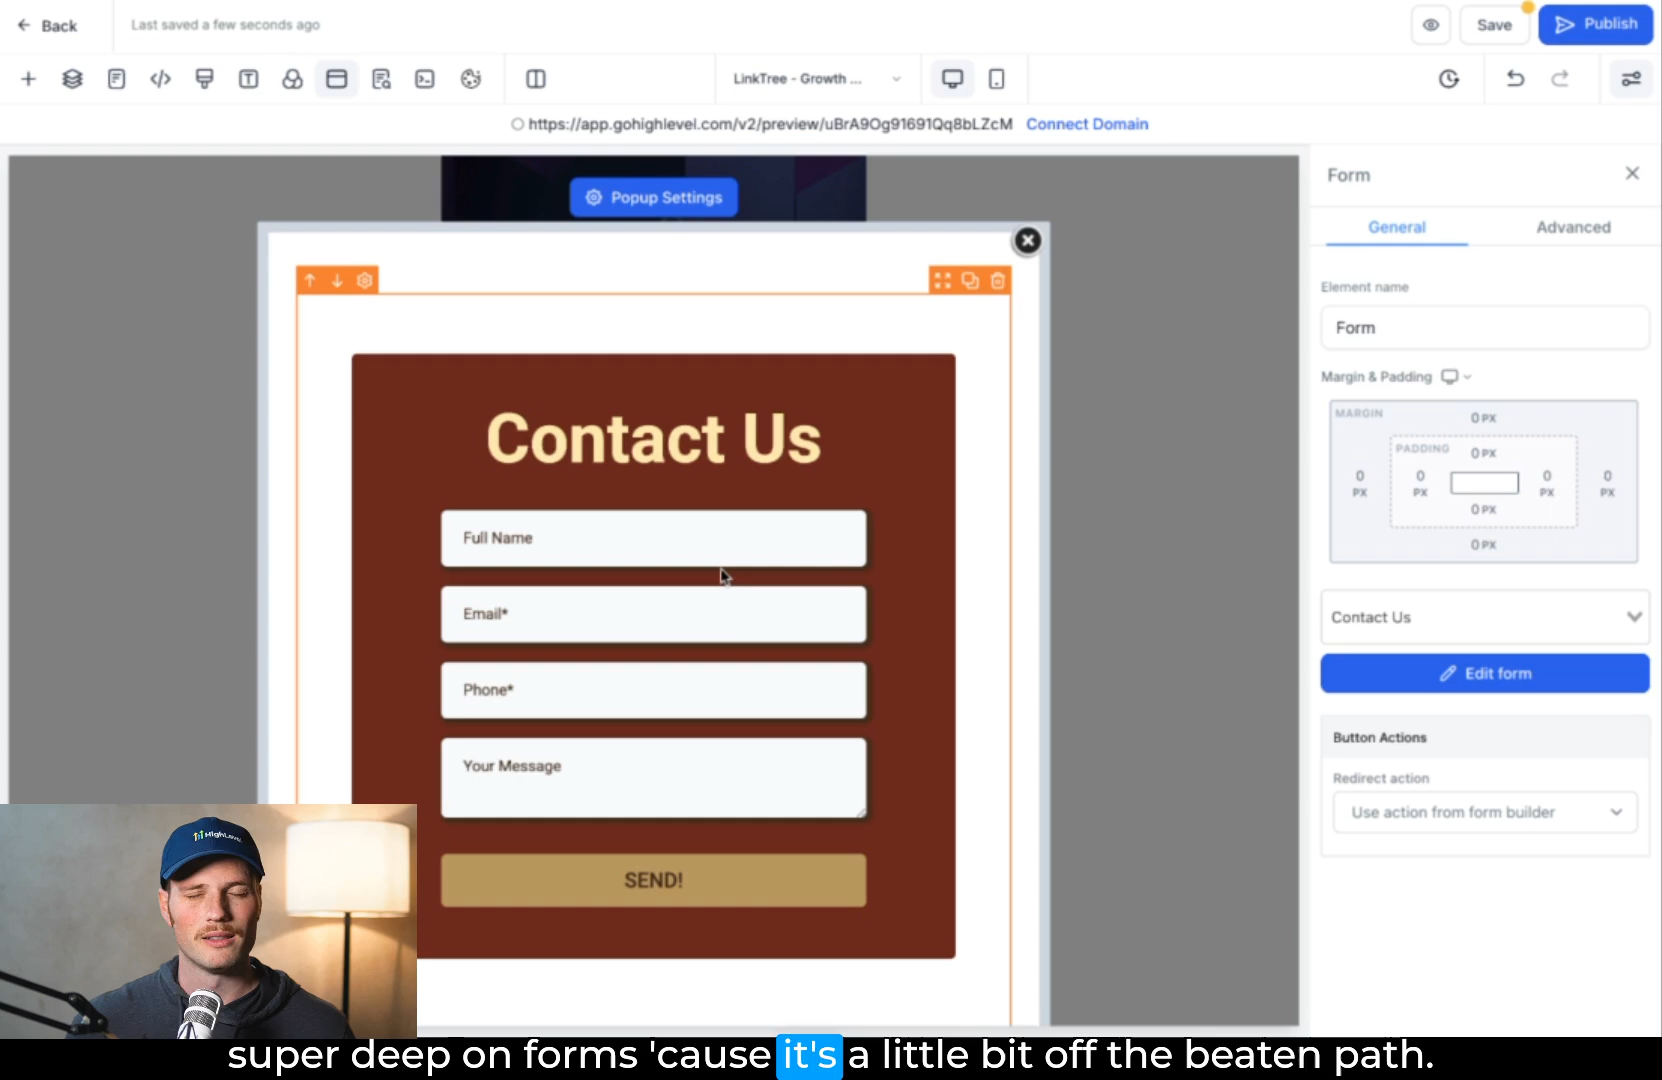 Back
Last saved a few seconds ago
Save
Publish
LinkTree - Growth ...
https://app.gohighlevel.com/v2/preview/uBrA9Og91691Qq8bLZcM Connect Domain
Popup Settings
Form
General
Advanced
Element name
Form
Margin & Padding
MARGIN
0 PX
PADDING
0 PX
0 PX
0 PX
0 PX
0 PX
0 PX
0 PX
Contact Us
Edit form
Button Actions
Redirect action
Use action from form builder
Contact Us
Full Name
Email*
Phone*
Your Message
SEND!
HighLevel
super deep on forms 'cause it's a little bit off the beaten path.